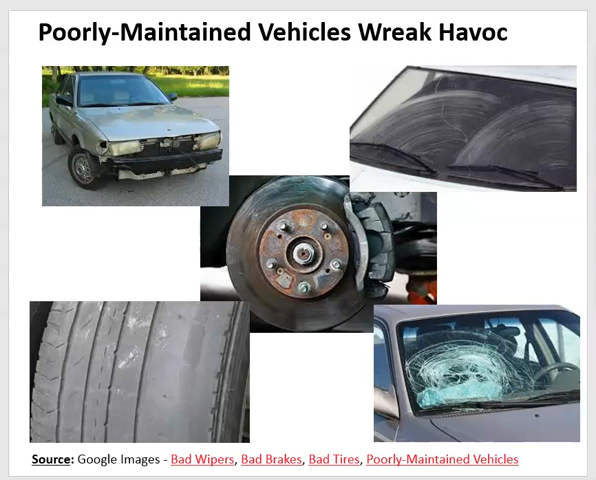 Poorly-Maintained Vehicles Wreak Havoc
Source: Google Images - Bad Wipers, Bad Brakes, Bad Tires, Poorly-Maintained Vehicles